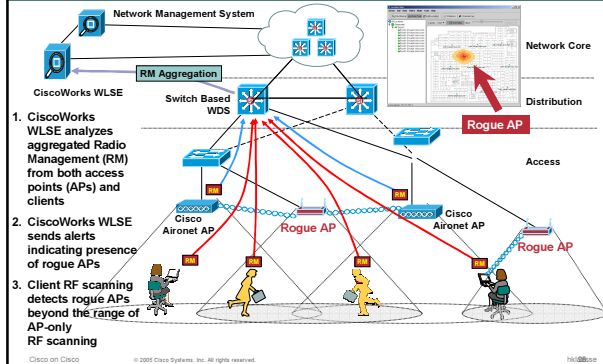 Network Management System
Network Core
CiscoWorks WLSE
RM Aggregation
Switch Based
WDS
Distribution
Rogue AP
1. CiscoWorks
WLSE analyzes
aggregated Radio
Management (RM)
from both access
points (APs) and
clients
Access
RM
RM
Cisco
Aironet AP
Rogue AP
Cisco
Aironet AP
2. CiscoWorks WLSE
sends alerts
indicating presence
of rogue APs
Rogue AP
RM
RM
RM
RM
3. Client RF scanning
detects rogue APs
beyond the range of
AP-only
RF scanning
Cisco on Cisco
© 2005 Cisco Systems, Inc. All rights reserved.